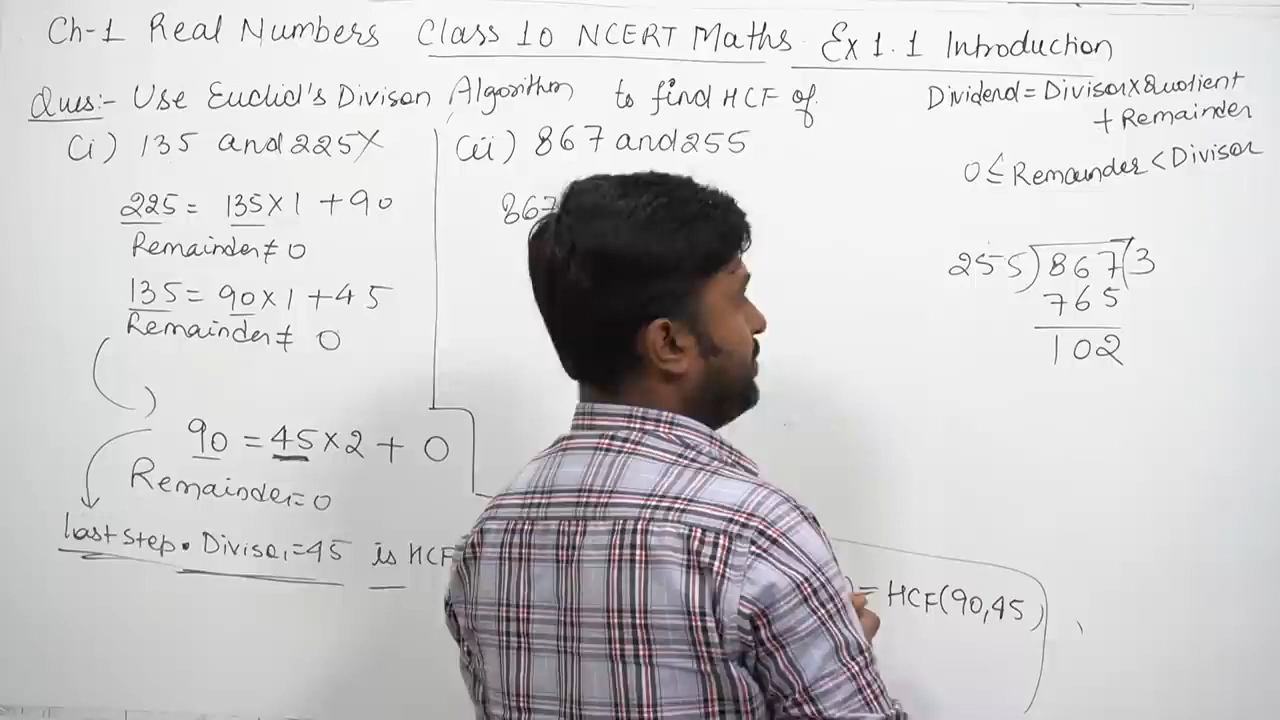 Ch-1 Real Numbers Class 10 NCERT Maths Ex 1.1 Introduction
Ques:- Use Euclid's Divison Algorithm to find HCF of
Dividend = Divisor x Quotient
+ Remainder
0 ≤ Remainder < Divisor
(i) 135 and 225
225 = 135 x 1 + 90
Remainder ≠ 0
135 = 90 x 1 + 45
Remainder ≠ 0
90 = 45 x 2 + 0
Remainder = 0
last step. Divisor = 45 is HCF
(ii) 867 and 255
867
255)867(3
765
102
= HCF(90,45)